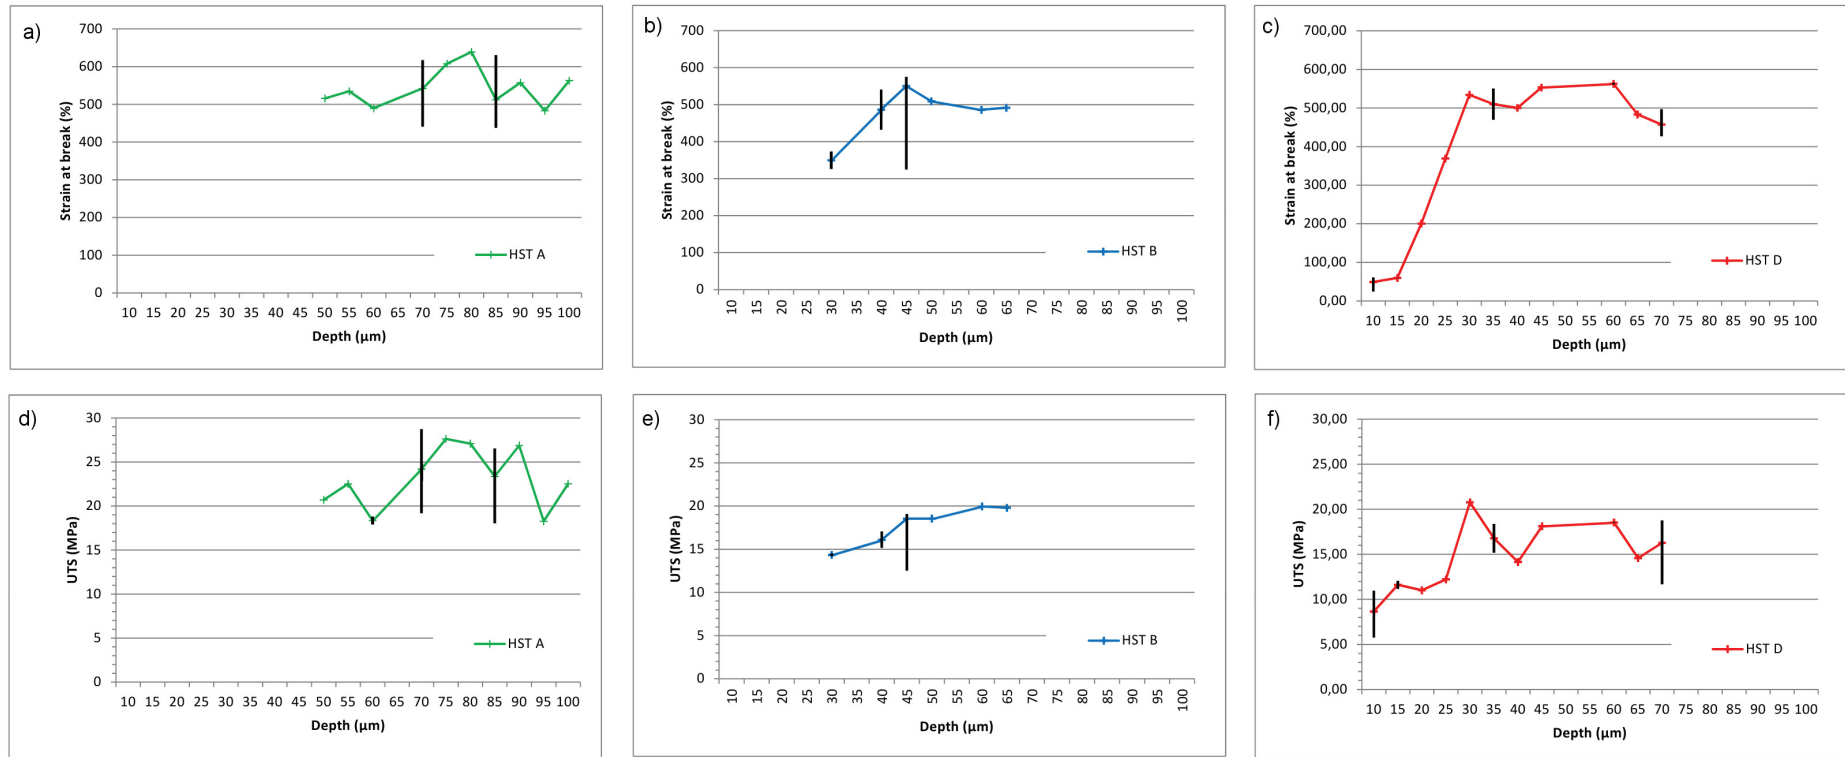 a)
Strain at break (%)
700
600
500
400
300
200
100
0
10 15 20 25 30 45 50 55 60 65 70 75 80 85 90 95 100
Depth (µm)
HST A
b)
Strain at break (%)
700
600
500
400
300
200
100
0
10 15 20 25 30 35 40 45 50 55 60 65 70 75 80 85 90 95 100
Depth (µm)
HST B
c)
Strain at break (%)
700,00
600,00
500,00
400,00
300,00
200,00
100,00
0,00
10 15 20 25 30 35 40 45 50 55 60 65 70 75 80 85 90 95 100
Depth (µm)
HST D
d)
UTS (MPa)
30
25
20
15
10
5
0
10 15 20 25 30 45 50 55 60 65 70 75 80 85 90 95 100
Depth (µm)
HST A
e)
UTS (MPa)
30
25
20
15
10
5
0
10 15 20 25 30 35 40 45 50 55 60 65 70 75 80 85 90 95 100
Depth (µm)
HST B
f)
UTS (MPa)
30,00
25,00
20,00
15,00
10,00
5,00
0,00
10 15 20 25 30 35 40 45 50 55 60 65 70 75 80 85 90 95 100
Depth (µm)
HST D